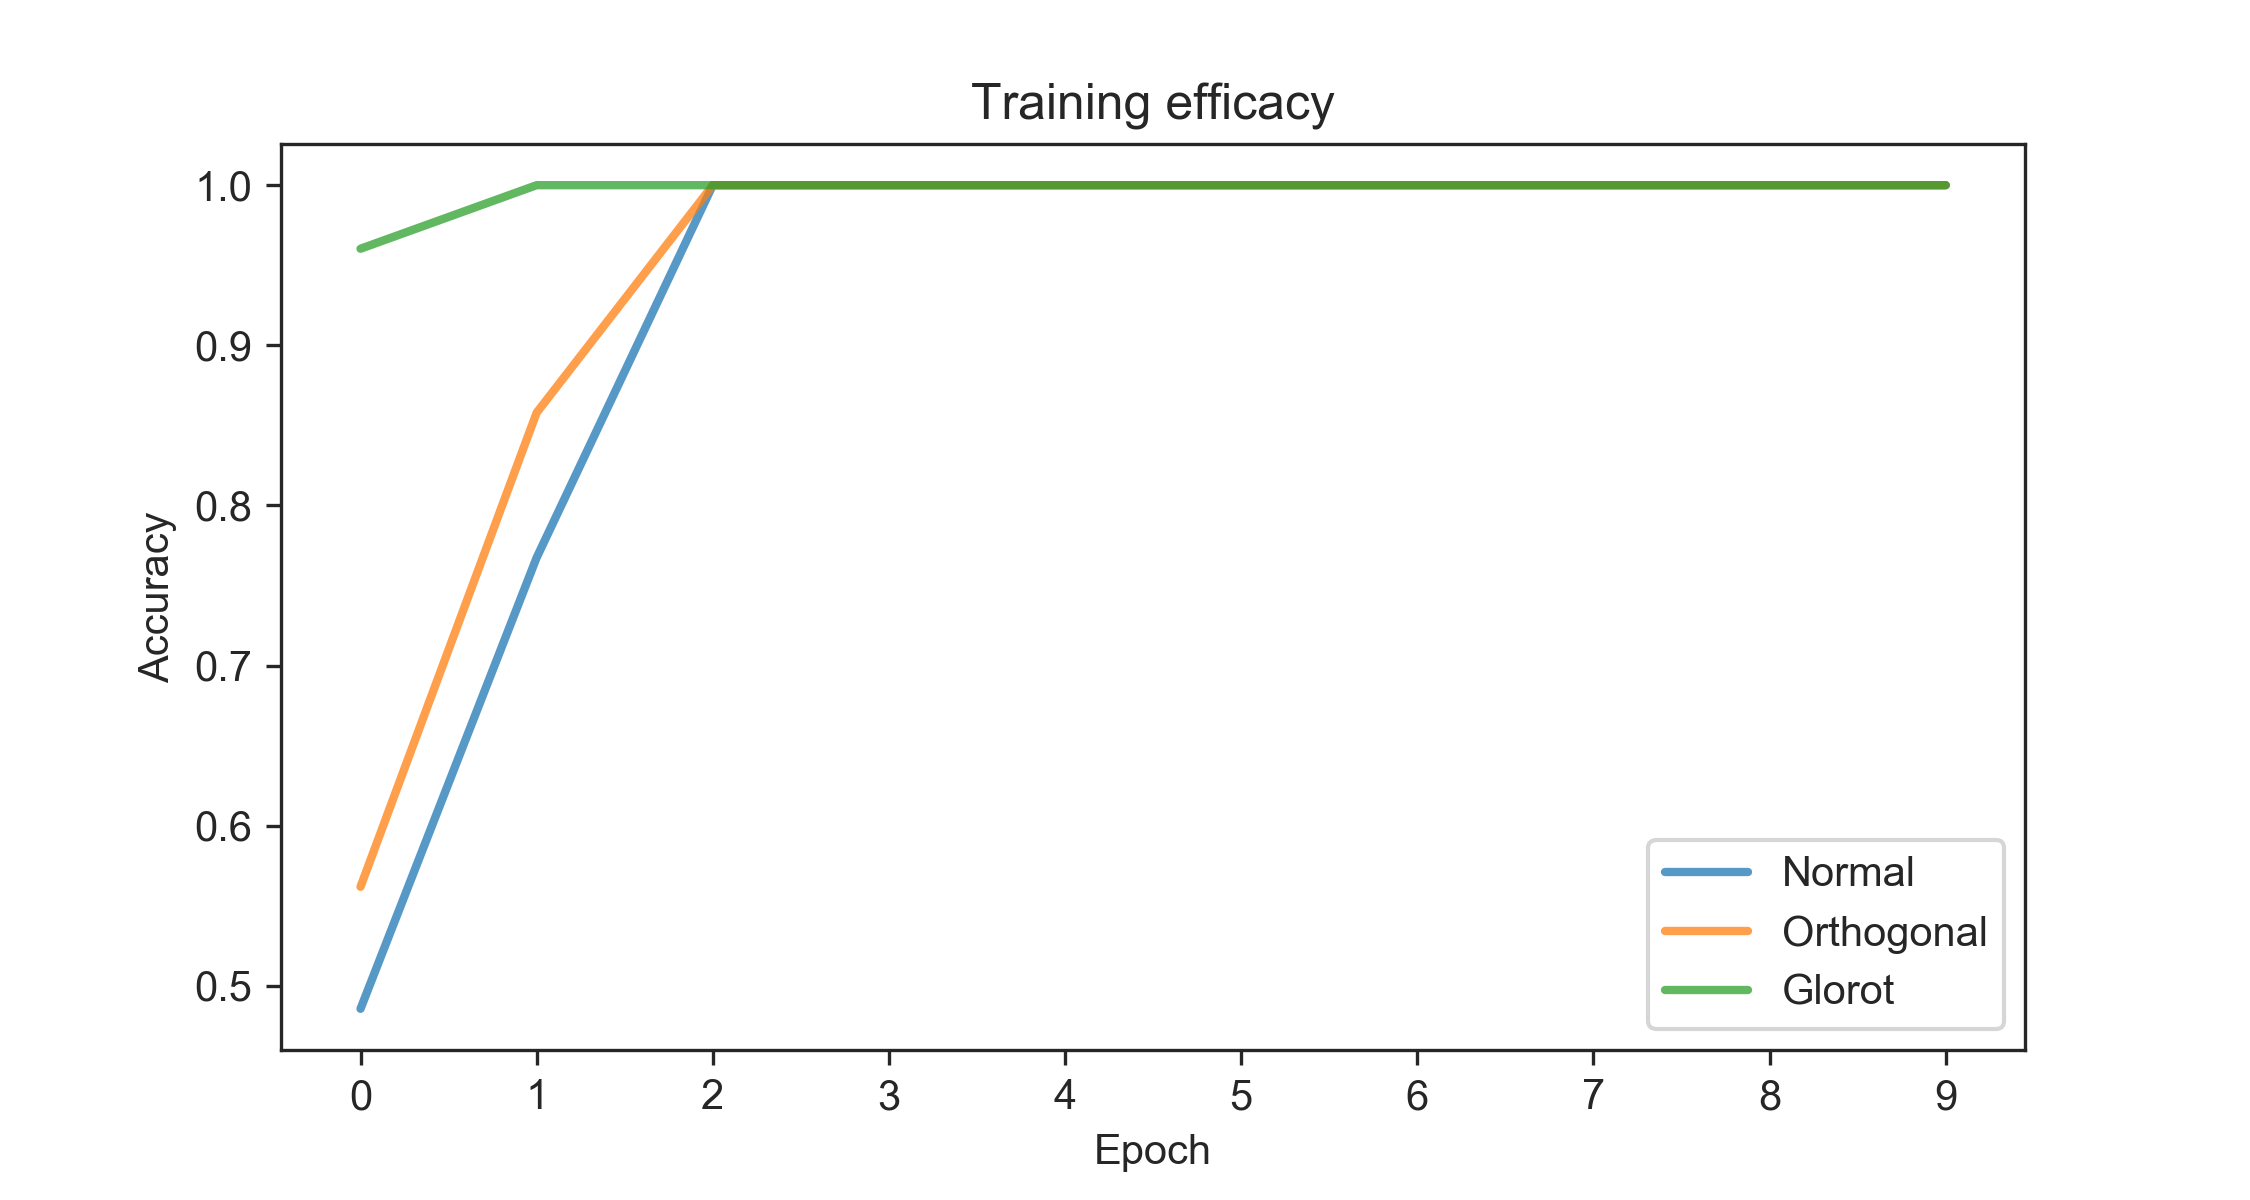 Training efficacy
1.0
0.9
0.8
0.7
0.6
0.5
Accuracy
Normal
Orthogonal
Glorot
0 1 2 3 4 5 6 7 8 9
Epoch